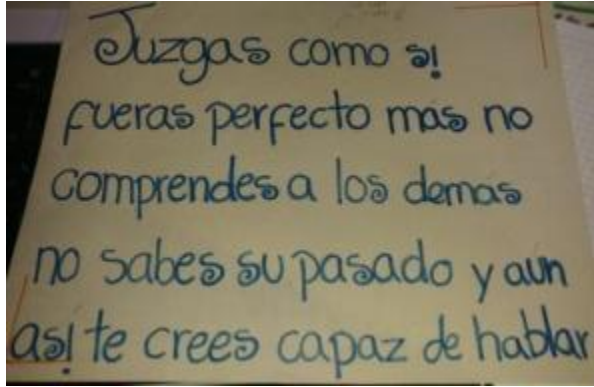 Juzgas como si
fueras perfecto mas no
comprendes a los demas
no sabes su pasado y aun
asi te crees capaz de hablar